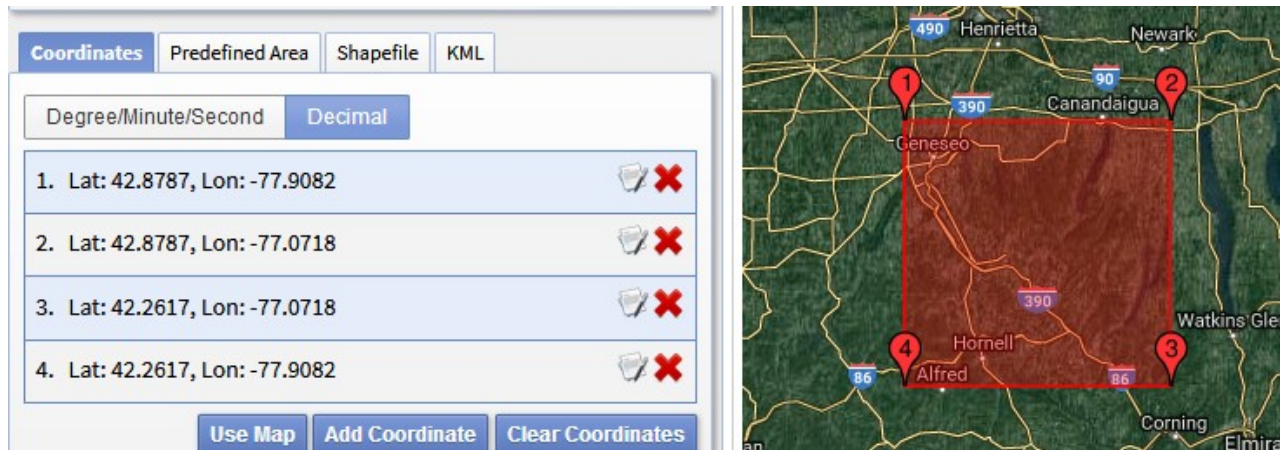 Coordinates Predefined Area Shapefile KML
Degree/Minute/Second Decimal
1. Lat: 42.8787, Lon: -77.9082
2. Lat: 42.8787, Lon: -77.0718
3. Lat: 42.2617, Lon: -77.0718
4. Lat: 42.2617, Lon: -77.9082
Use Map Add Coordinate Clear Coordinates
490 Henrietta
Newark
90
1
2
390
Canandaigua
Geneseo
390
Watkins Gle
Hornell
4
3
86
Alfred
86
Corning
Elmira